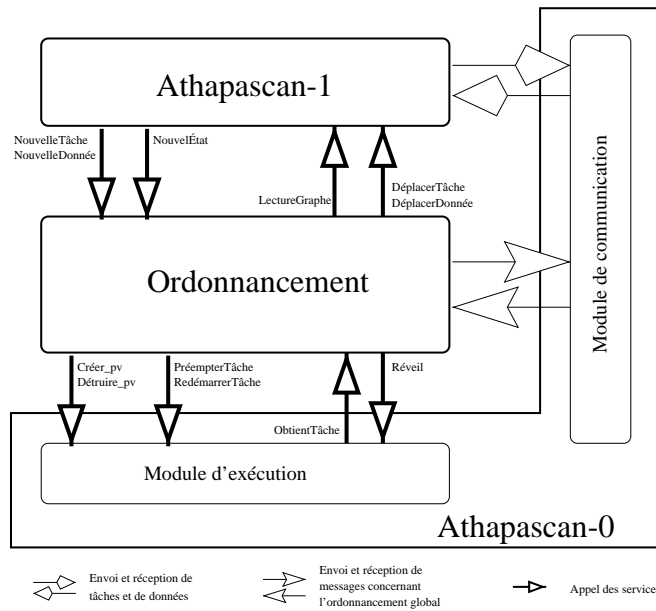 Athapascan-1
NouvelleTâche
NouvelleDonnée
NouvelÉtat
LectureGraphe
DéplacerTâche
DéplacerDonnée
Module de communication
Ordonnancement
Créer_pv
Détruire_pv
PréempterTâche
RedémarrerTâche
Réveil
ObtientTâche
Module d'exécution
Athapascan-0
Envoi et réception de
tâches et de données
Envoi et réception de
messages concernant
l'ordonnancement global
Appel des service